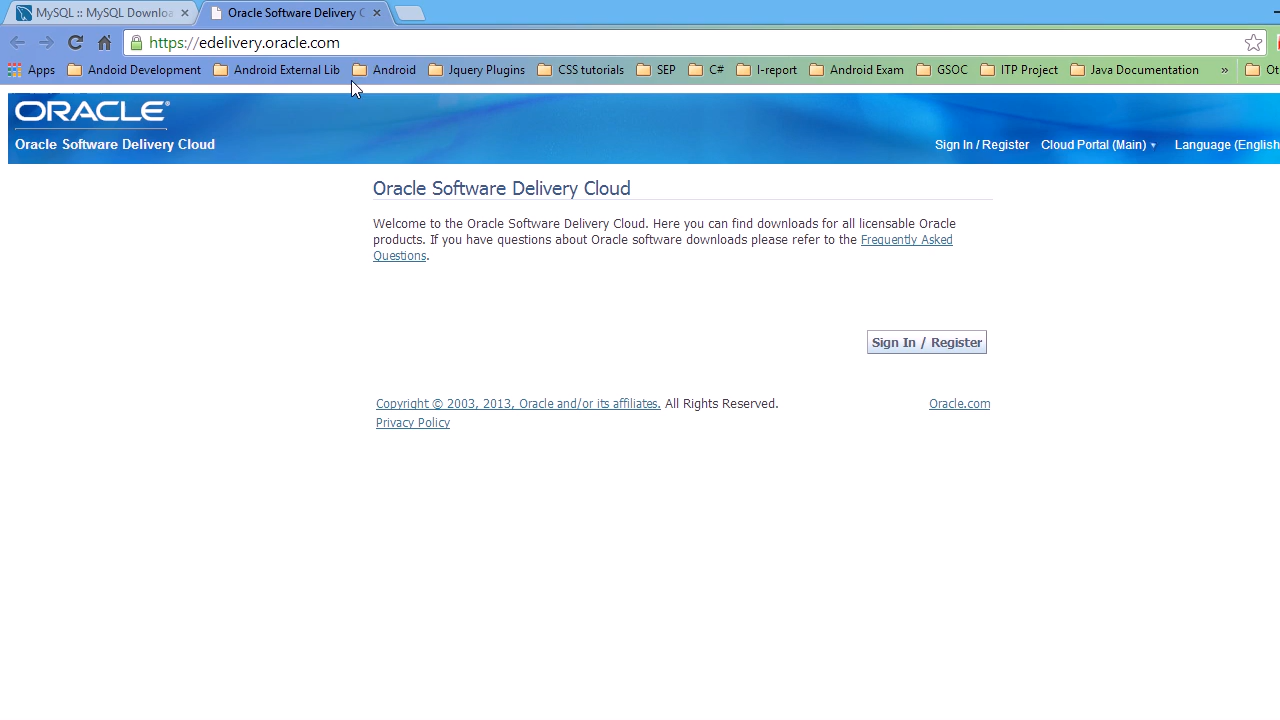 MySQL :: MySQL Downloa
Oracle Software Delivery C
https://edelivery.oracle.com
Apps Andoid Development Android External Lib Android Jquery Plugins CSS tutorials SEP C# I-report Android Exam GSOC ITP Project Java Documentation » Ot
ORACLE®
Oracle Software Delivery Cloud
Sign In / Register Cloud Portal (Main) Language (English
Oracle Software Delivery Cloud
Welcome to the Oracle Software Delivery Cloud. Here you can find downloads for all licensable Oracle
products. If you have questions about Oracle software downloads please refer to the Frequently Asked
Questions.
Sign In / Register
Copyright © 2003, 2013, Oracle and/or its affiliates. All Rights Reserved. Oracle.com
Privacy Policy